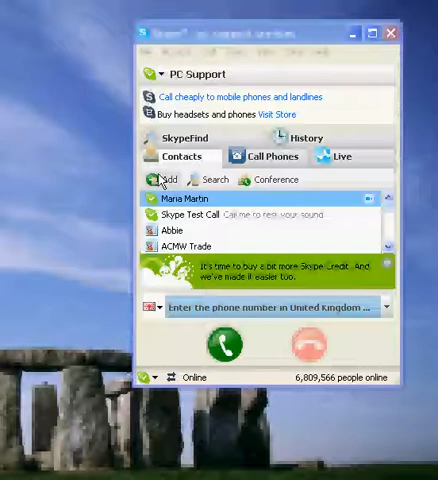 PC Support
Call cheaply to mobile phones and landlines
Buy headsets and phones Visit Store
SkypeFind History
Contacts Call Phones Live
Add Search Conference
Maria Martin
Skype Test Call Call me to test your sound
Abbie
ACMW Trade
It's time to buy a bit more Skype Credit. And
we've made it easier too.
Enter the phone number in United Kingdom ...
Online 6,809,566 people online